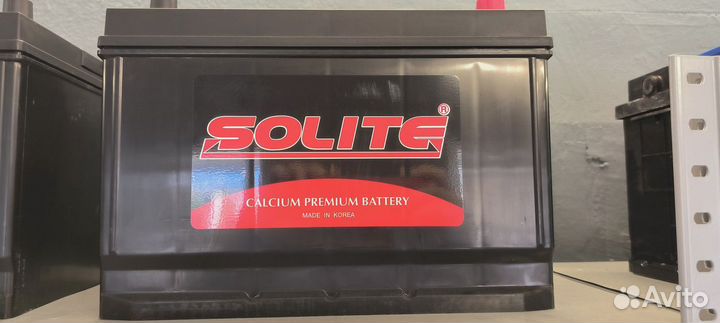 SOLITE®
CALCIUM PREMIUM BATTERY
MADE IN KOREA
Avito